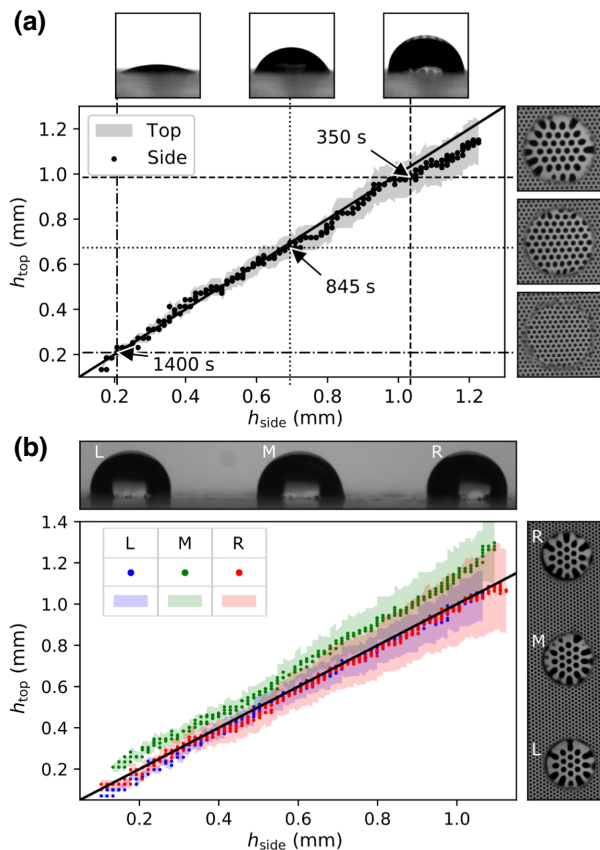 (a)
Top
Side
350 s
845 s
1400 s
1.2
1.0
0.8
0.6
0.4
0.2
h_top (mm)
0.2 0.4 0.6 0.8 1.0 1.2
h_side (mm)
(b)
L M R
L M R
1.4
1.2
1.0
0.8
0.6
0.4
0.2
h_top (mm)
0.2 0.4 0.6 0.8 1.0
h_side (mm)
R
M
L